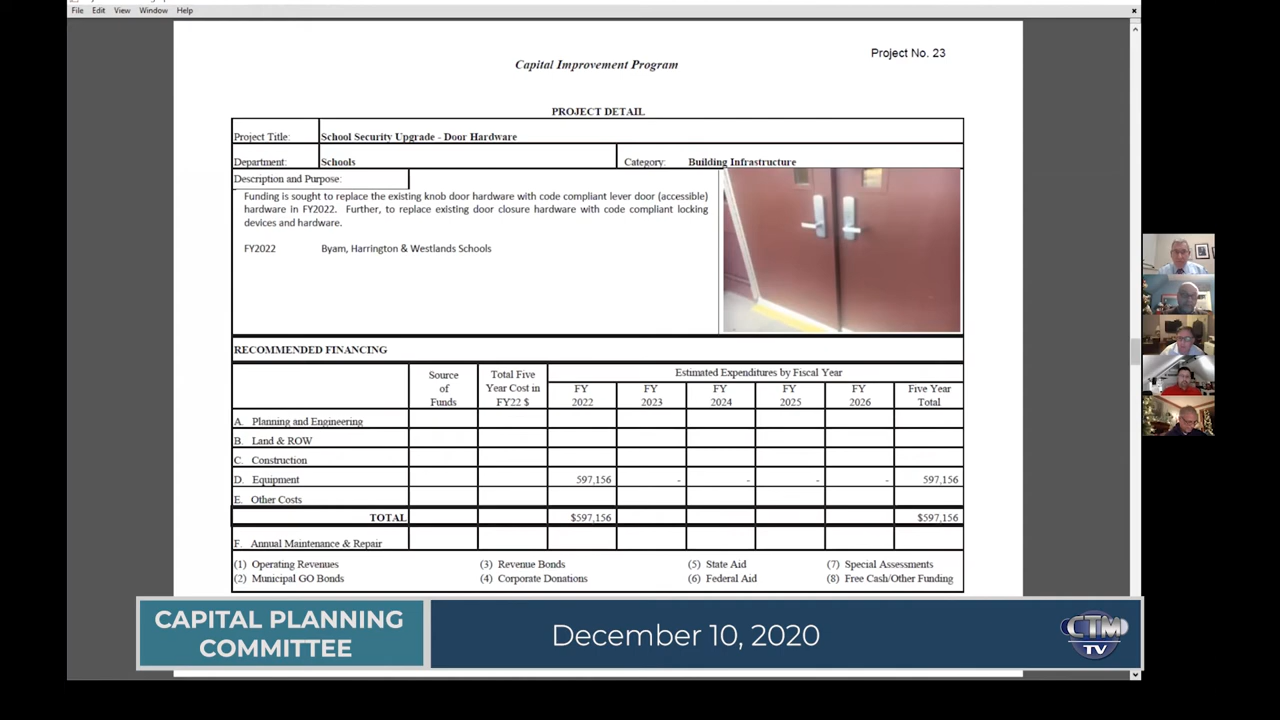 File Edit View Window Help
Project No. 23
Capital Improvement Program
PROJECT DETAIL
Project Title: School Security Upgrade - Door Hardware
Department: Schools Category: Building Infrastructure
Description and Purpose:
Funding is sought to replace the existing knob door hardware with code compliant lever door (accessible)
hardware in FY2022. Further, to replace existing door closure hardware with code compliant locking
devices and hardware.
FY2022 Byam, Harrington & Westlands Schools
RECOMMENDED FINANCING
Source Total Five Estimated Expenditures by Fiscal Year
of Year Cost in FY FY FY FY FY Five Year
Funds FY22 $ 2022 2023 2024 2025 2026 Total
A. Planning and Engineering
B. Land & ROW
C. Construction
D. Equipment 597,156 - - - - 597,156
E. Other Costs
TOTAL $597,156 $597,156
F. Annual Maintenance & Repair
(1) Operating Revenues (3) Revenue Bonds (5) State Aid (7) Special Assessments
(2) Municipal GO Bonds (4) Corporate Donations (6) Federal Aid (8) Free Cash/Other Funding
CAPITAL PLANNING
COMMITTEE
December 10, 2020
CTM
TV